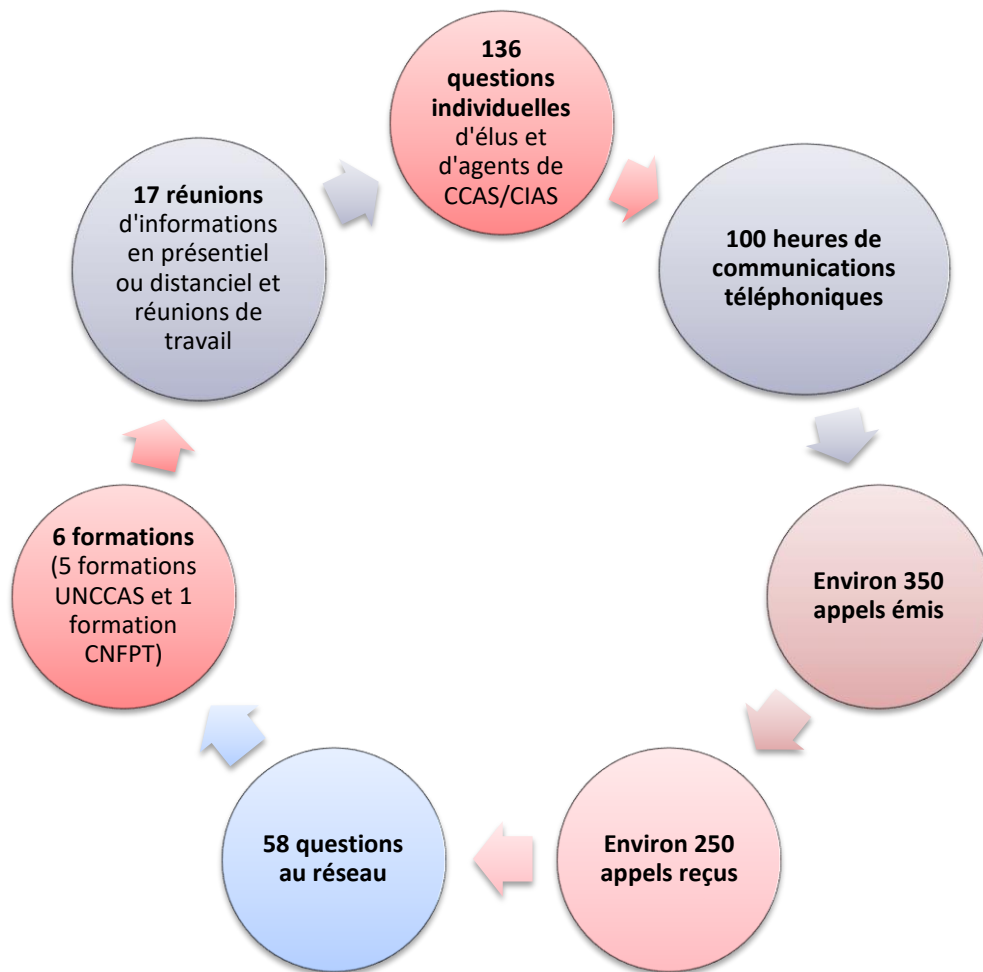 136
questions
individuelles
d'élus et
d'agents de
CCAS/CIAS
100 heures de
communications
téléphoniques
Environ 350
appels émis
Environ 250
appels reçus
58 questions
au réseau
6 formations
(5 formations
UNCCAS et 1
formation
CNFPT)
17 réunions
d'informations
en présentiel
ou distanciel et
réunions de
travail